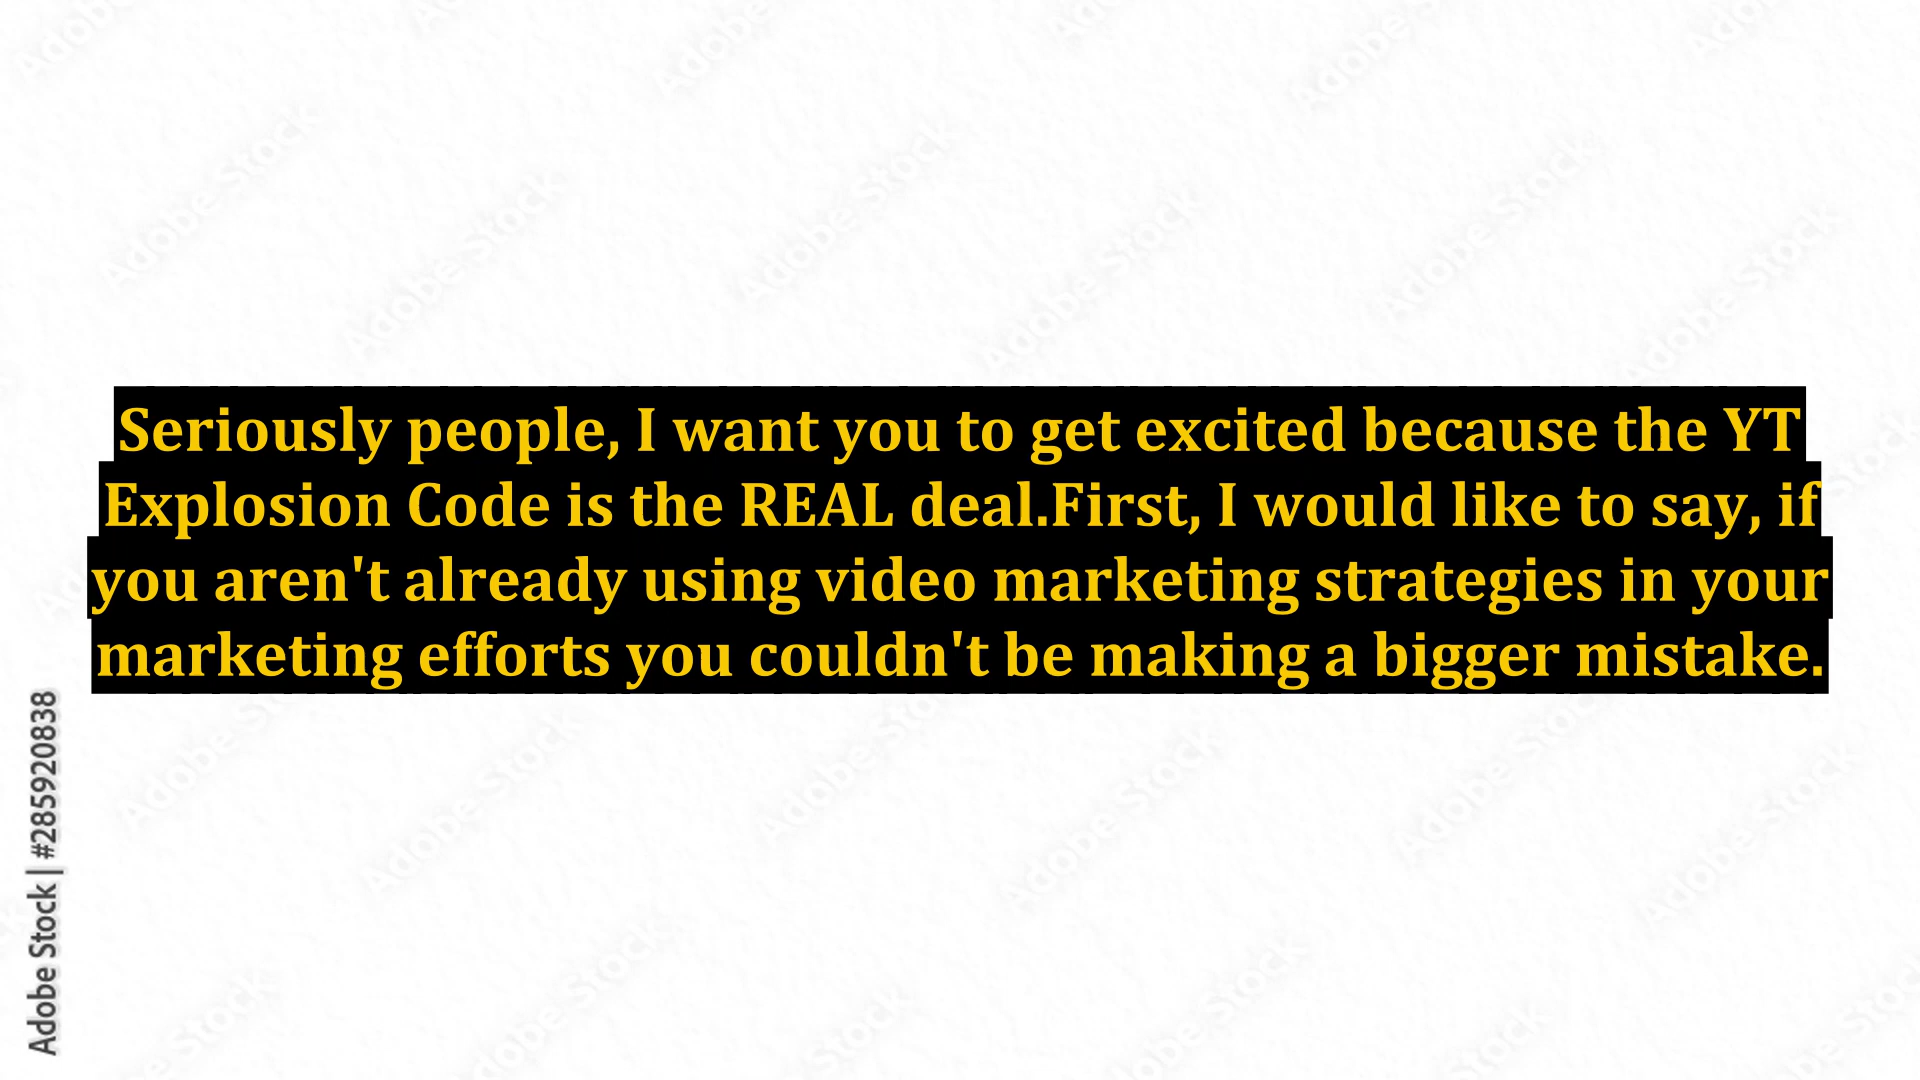 Seriously people, I want you to get excited because the YT
Explosion Code is the REAL deal.First, I would like to say, if
you aren't already using video marketing strategies in your
marketing efforts you couldn't be making a bigger mistake.
Adobe Stock | #285920838
Adobe Stock